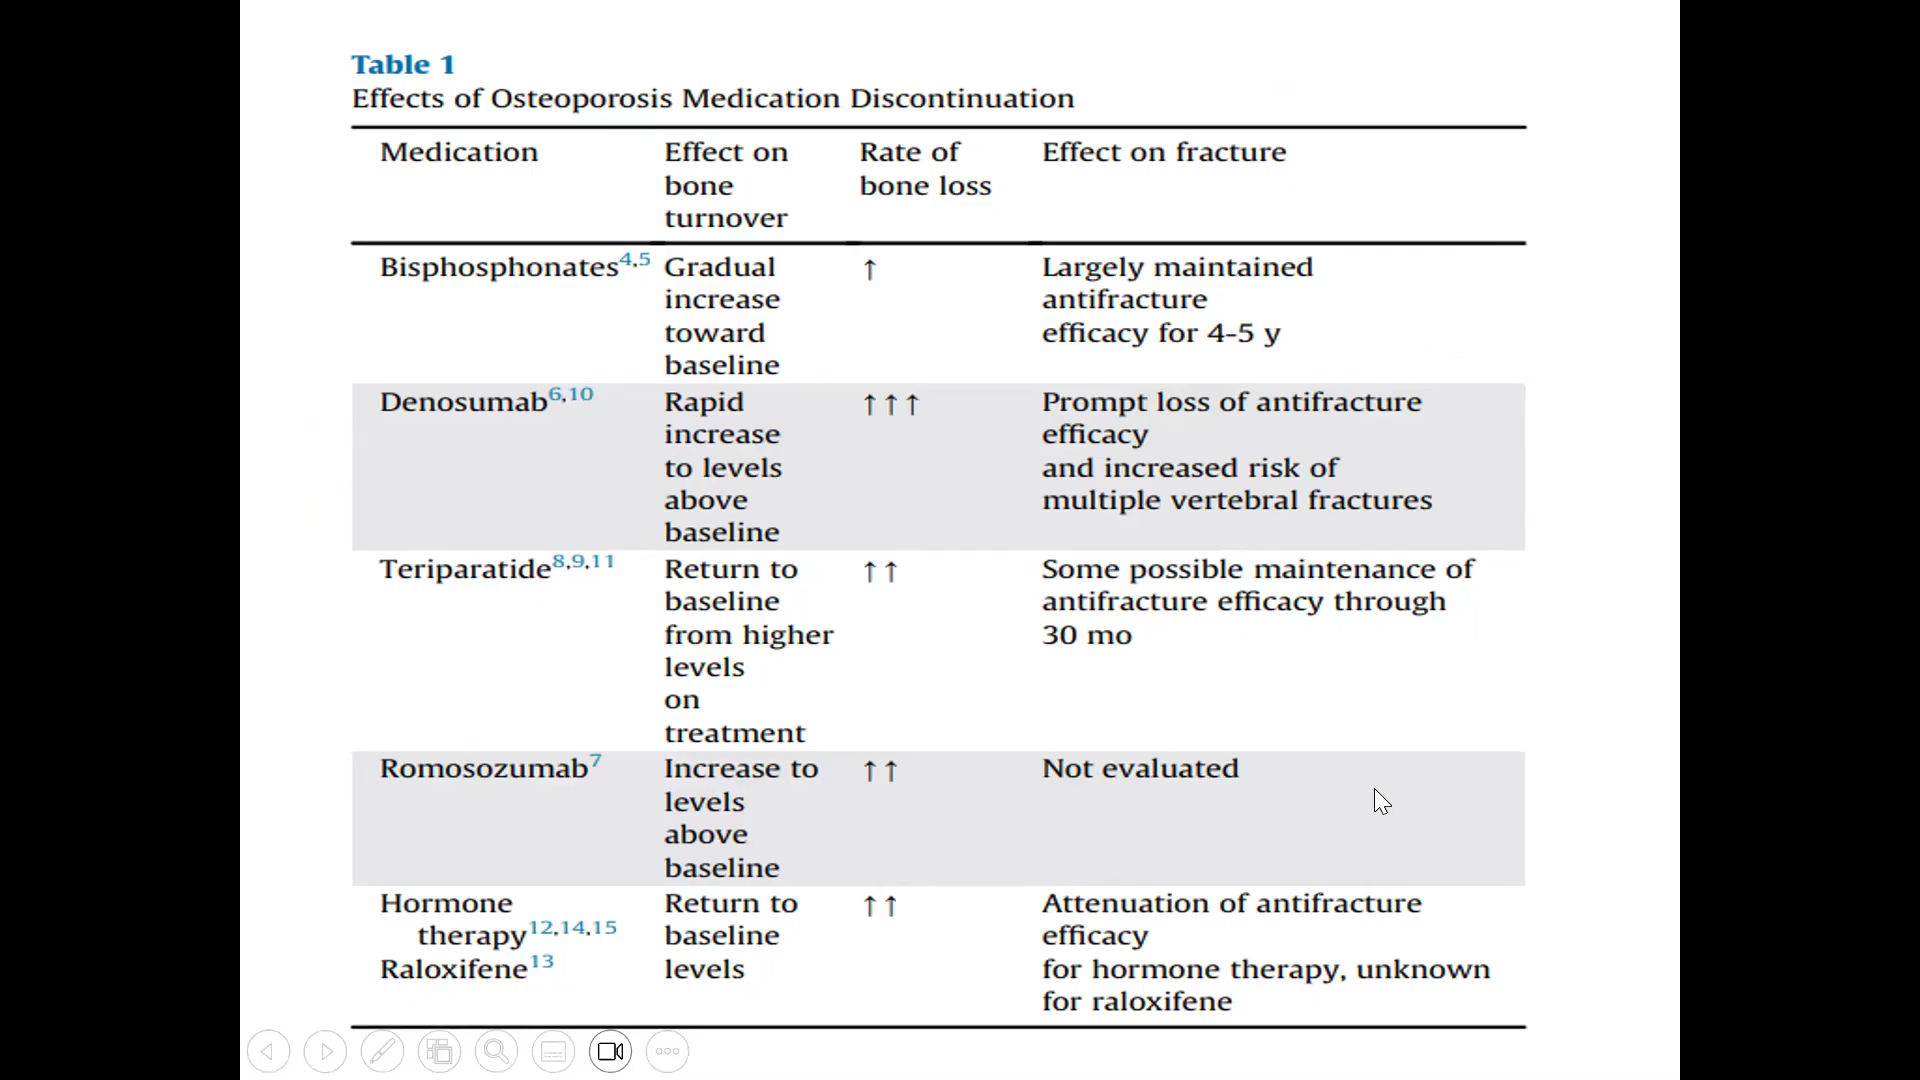 Table 1
Effects of Osteoporosis Medication Discontinuation
Medication
Effect on
bone
turnover
Rate of
bone loss
Effect on fracture
Bisphosphonates4,5
Gradual
increase
toward
baseline
↑
Largely maintained
antifracture
efficacy for 4-5 y
Denosumab6,10
Rapid
increase
to levels
above
baseline
↑↑↑
Prompt loss of antifracture
efficacy
and increased risk of
multiple vertebral fractures
Teriparatide8,9,11
Return to
baseline
from higher
levels
on
treatment
↑↑
Some possible maintenance of
antifracture efficacy through
30 mo
Romosozumab7
Increase to
levels
above
baseline
↑↑
Not evaluated
Hormone
therapy12,14,15
Raloxifene13
Return to
baseline
levels
↑↑
Attenuation of antifracture
efficacy
for hormone therapy, unknown
for raloxifene